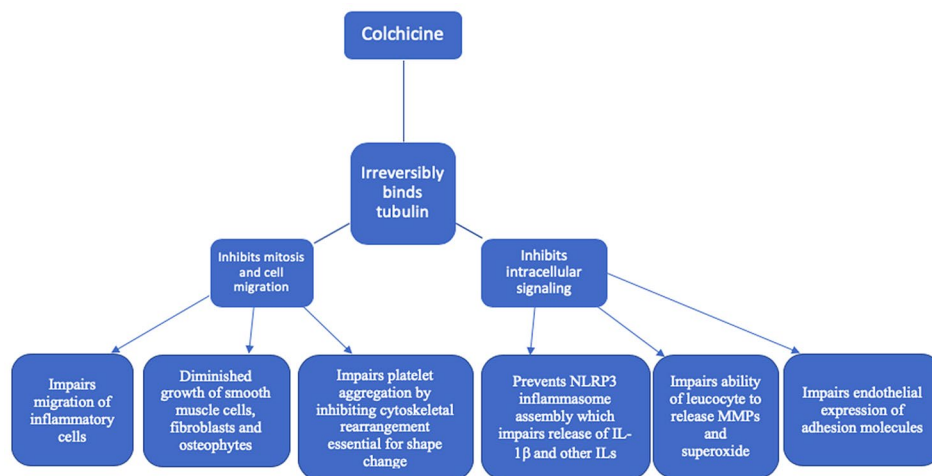 Colchicine
Irreversibly
binds
tubulin
Inhibits mitosis
and cell
migration
Inhibits
intracellular
signaling
Impairs
migration of
inflammatory
cells
Diminished
growth of smooth
muscle cells,
fibroblasts and
osteophytes
Impairs platelet
aggregation by
inhibiting cytoskeletal
rearrangement
essential for shape
change
Prevents NLRP3
inflammasome
assembly which
impairs release of IL-
1β and other ILs
Impairs ability
of leucocyte to
release MMPs
and
superoxide
Impairs endothelial
expression of
adhesion molecules